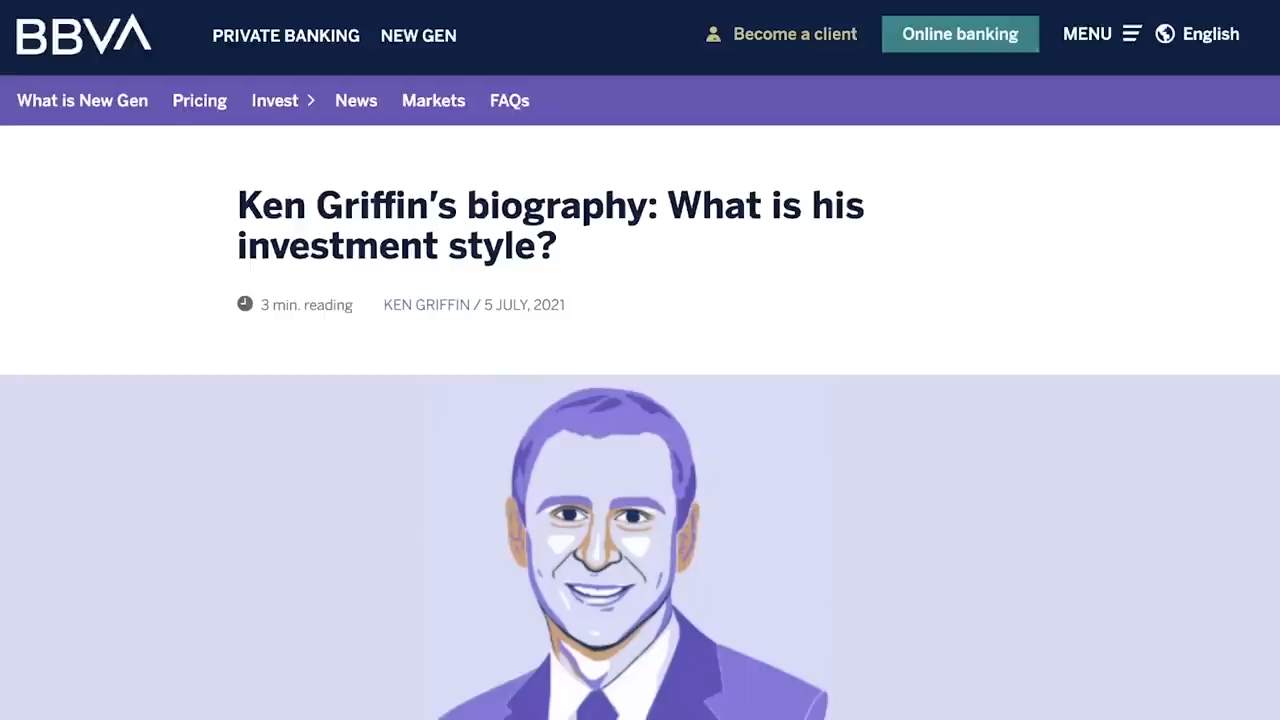 BBVA PRIVATE BANKING NEW GEN Become a client Online banking MENU English
What is New Gen Pricing Invest News Markets FAQs
Ken Griffin's biography: What is his
investment style?
3 min. reading KEN GRIFFIN / 5 JULY, 2021